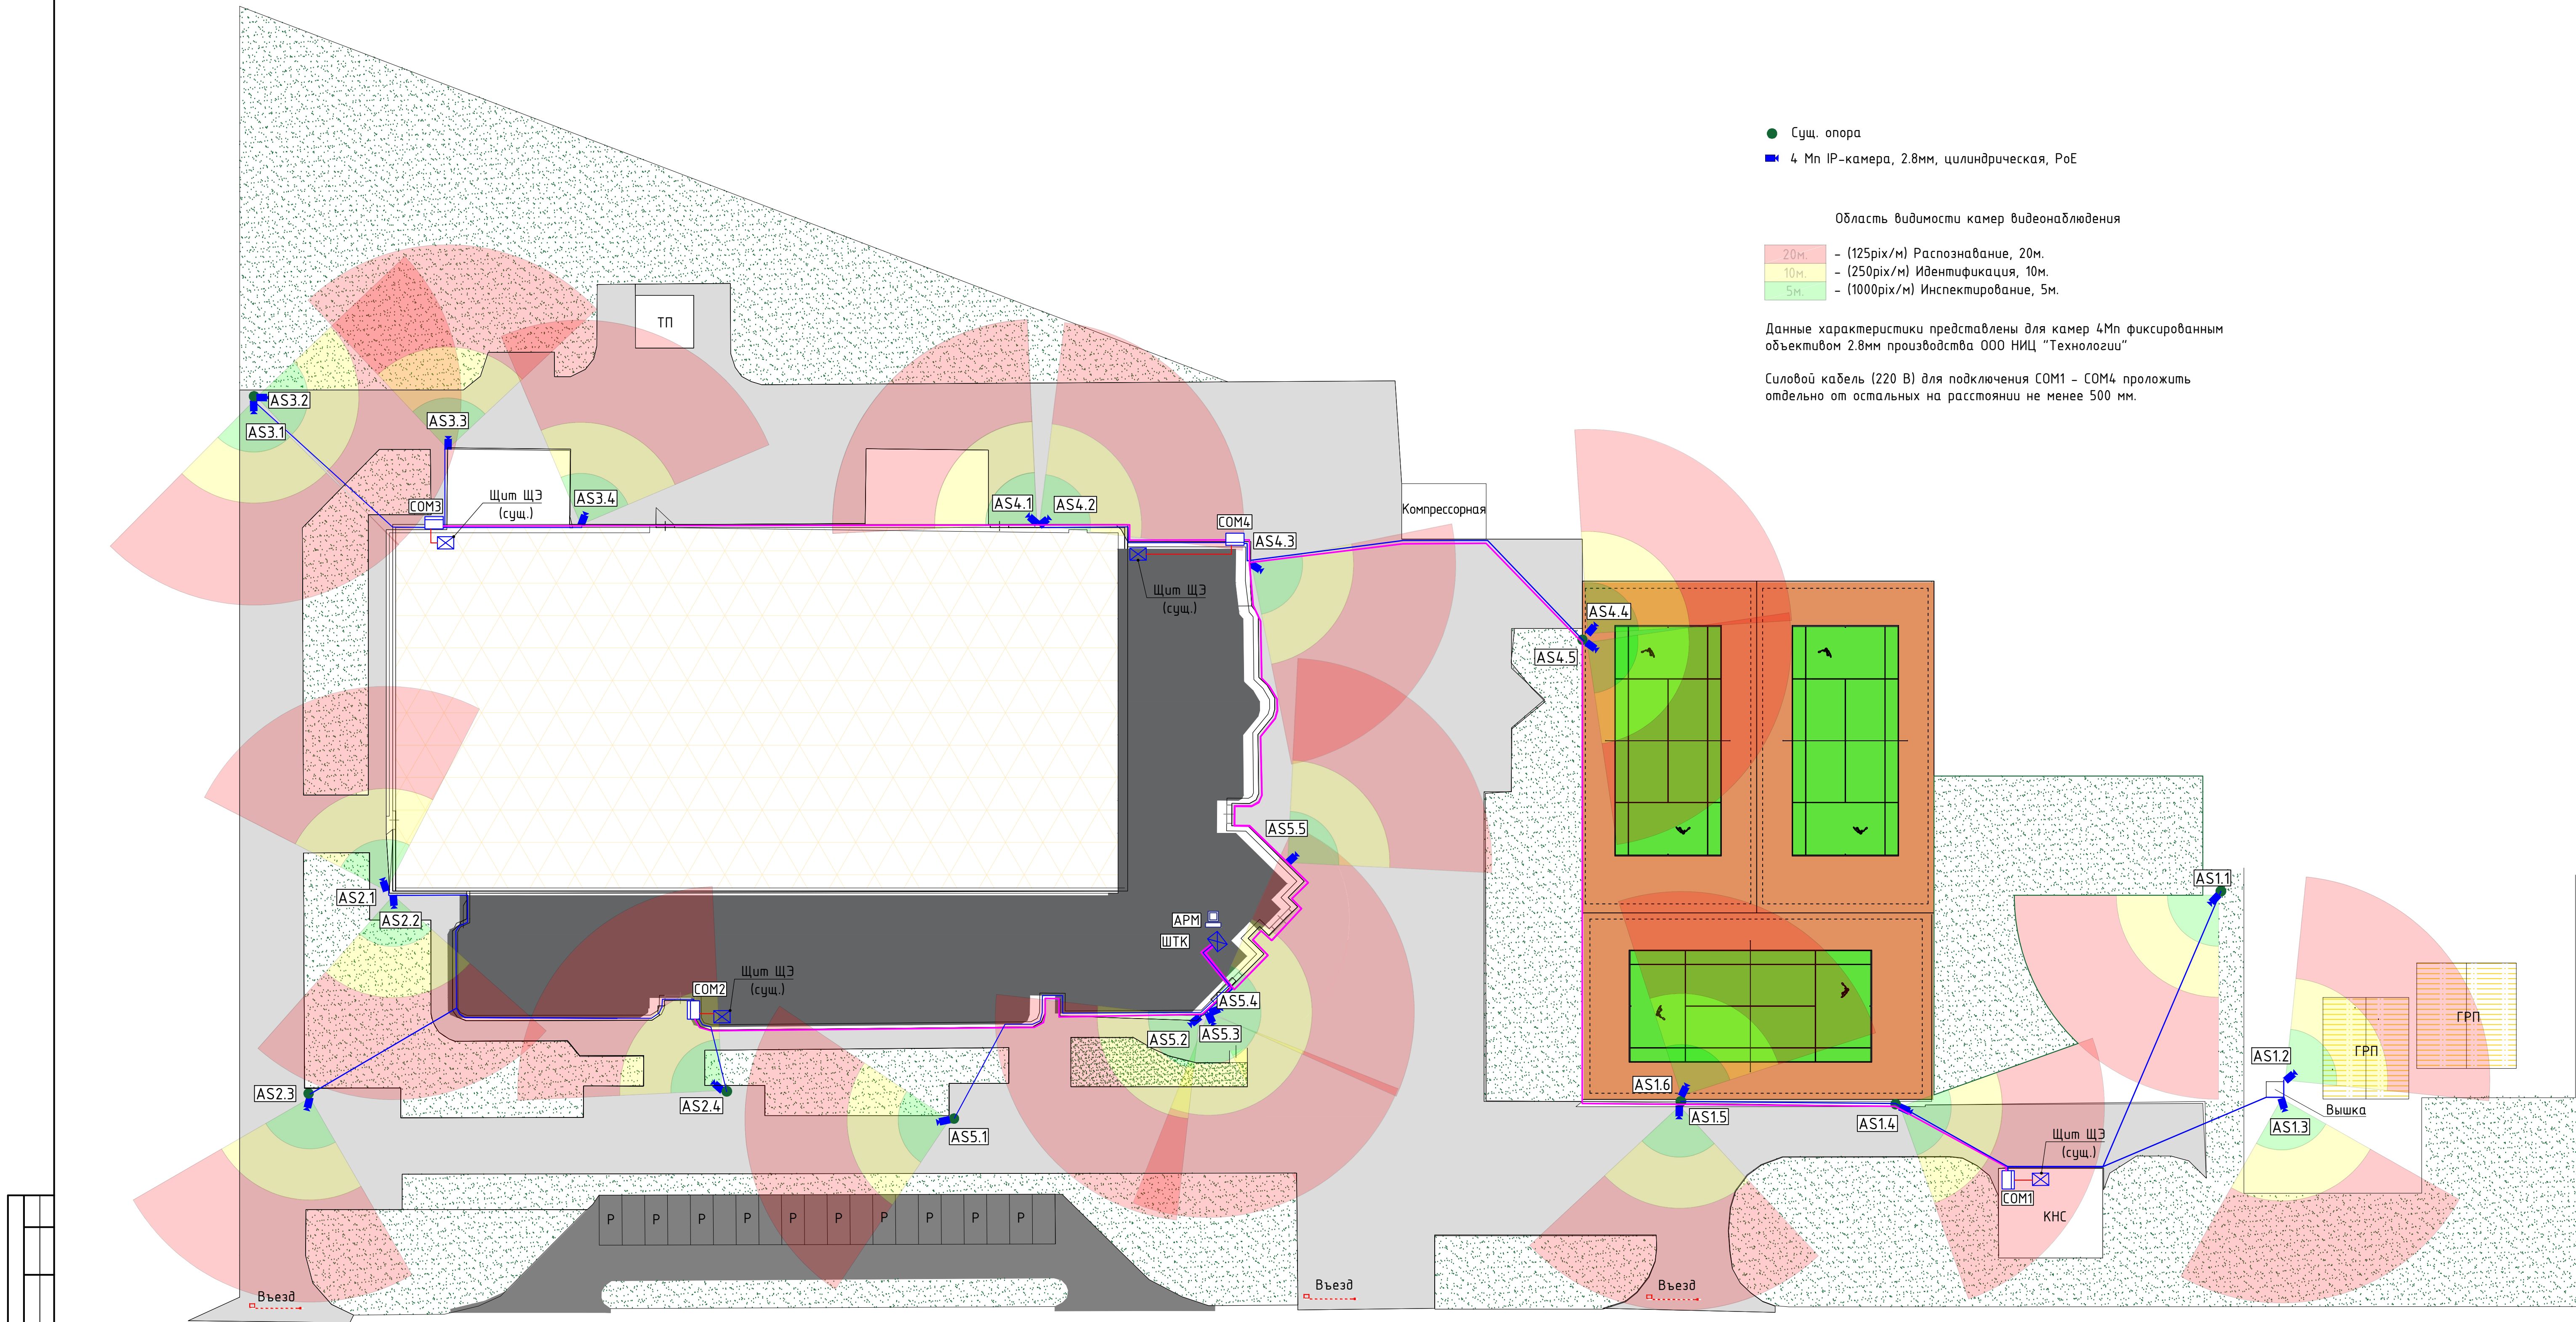 Сущ. опора
4 Мп IP-камера, 2.8мм, цилиндрическая, PoE
Область видимости камер видеонаблюдения
20м. - (125pix/м) Распознавание, 20м.
10м. - (250pix/м) Идентификация, 10м.
5м. - (1000pix/м) Инспектирование, 5м.
Данные характеристики представлены для камер 4Мп фиксированным
объективом 2.8мм производства ООО НИЦ "Технологии"
Силовой кабель (220 В) для подключения COM1 - COM4 проложить
отдельно от остальных на расстоянии не менее 500 мм.
ТП
AS3.2
AS3.1
AS3.3
COM3
Щит ЩЭ
(сущ.)
AS3.4
AS4.1
AS4.2
COM4
AS4.3
Компрессорная
Щит ЩЭ
(сущ.)
AS4.4
AS4.5
AS5.5
AS2.1
AS2.2
АРМ
ШТК
AS1.1
COM2
Щит ЩЭ
(сущ.)
AS5.4
AS5.3
AS5.2
ГРП
ГРП
AS1.2
Вышка
AS1.3
AS2.3
AS2.4
AS5.1
AS1.6
AS1.5
AS1.4
Щит ЩЭ
(сущ.)
COM1
КНС
P
P
P
P
P
P
P
P
P
P
Въезд
Въезд
Въезд